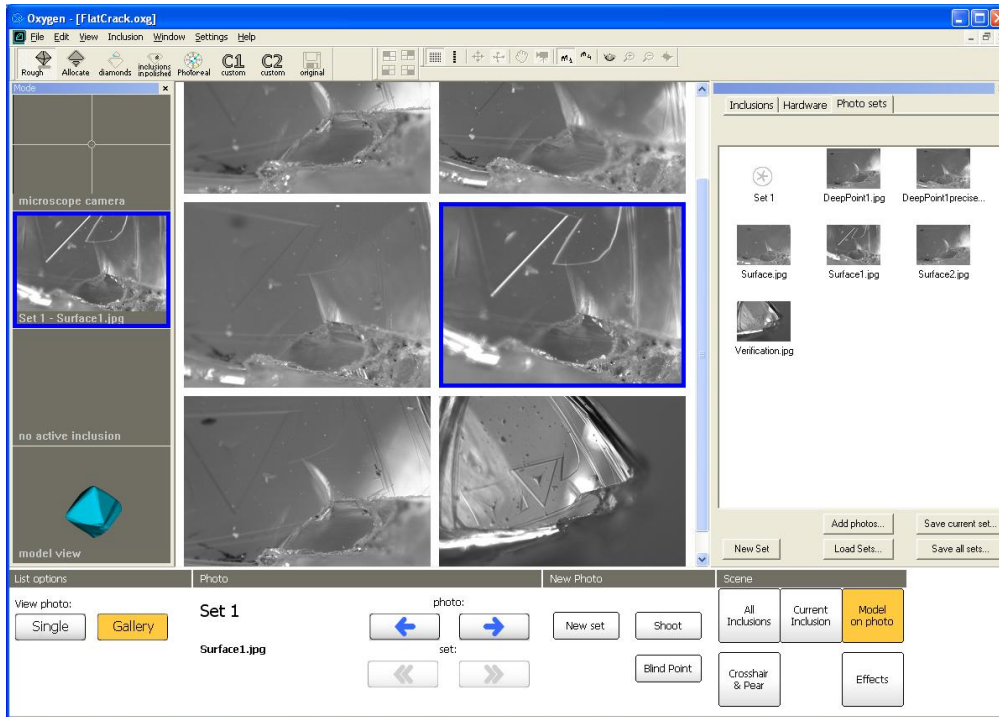 Oxygen - [FlatCrack.oxg]
File Edit View Inclusion Window Settings Help
Rough Allocate diamonds inclusions in polished Photoreal C1 custom C2 custom original
Mode
microscope camera
Set 1 - Surface1.jpg
no active inclusion
model view
Inclusions Hardware Photo sets
Set 1 DeepPoint1.jpg DeepPoint1precise...
Surface.jpg Surface1.jpg Surface2.jpg
Verification.jpg
Add photos... Save current set...
New Set Load Sets... Save all sets...
List options Photo New Photo Scene
View photo:
Single Gallery
Set 1
Surface1.jpg
photo:
set:
New set Shoot
Blind Point
All Inclusions
Current Inclusion
Model on photo
Crosshair & Pear
Effects